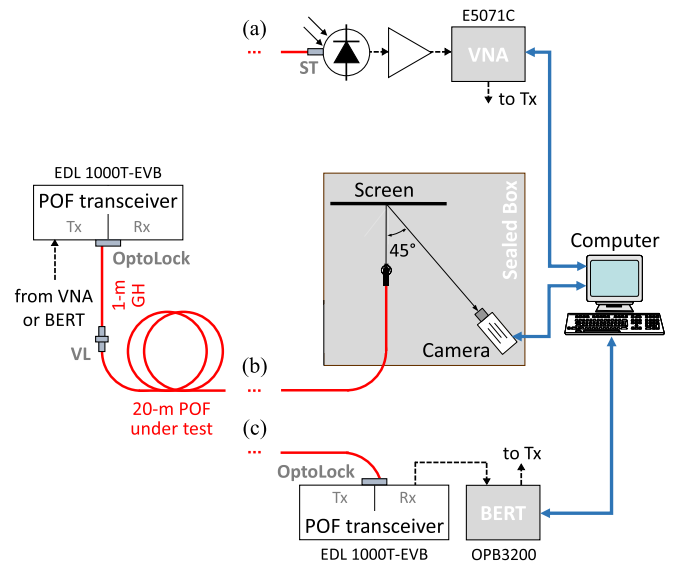 (a)
...
ST
E5071C
VNA
to Tx
EDL 1000T-EVB
POF transceiver
Tx
Rx
OptoLock
from VNA
or BERT
1-m
GH
VL
20-m POF
under test
Screen
45°
Sealed Box
Camera
Computer
(b)
...
(c)
...
OptoLock
Tx
Rx
POF transceiver
EDL 1000T-EVB
to Tx
BERT
OPB3200